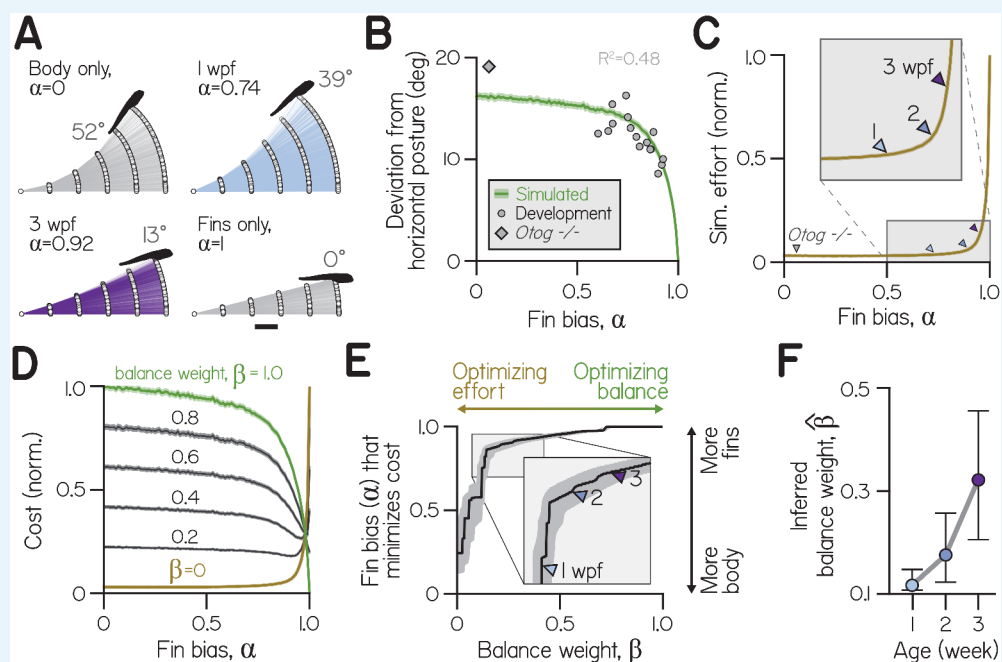 A
Body only,
α=0
52°
1 wpf
α=0.74
39°
3 wpf
α=0.92
13°
Fins only,
α=1
0°
B
R²=0.48
Deviation from
horizontal posture (deg)
20
10
0
Simulated
Development
Otog -/-
0
0.5
1.0
Fin bias, α
C
Sim. effort (norm.)
1.0
0.5
0
3 wpf
2
1
Otog -/-
0
0.5
1.0
Fin bias, α
D
Cost (norm.)
1.0
0.5
0
balance weight, β = 1.0
0.8
0.6
0.4
0.2
β=0
0
0.5
1.0
Fin bias, α
E
Optimizing
effort
Optimizing
balance
Fin bias (α) that
minimizes cost
1.0
0.5
0
3
2
1 wpf
More
fins
More
body
0
0.5
1.0
Balance weight, β
F
Inferred
balance weight, β̂
0.5
0.3
0.1
1
2
3
Age (week)